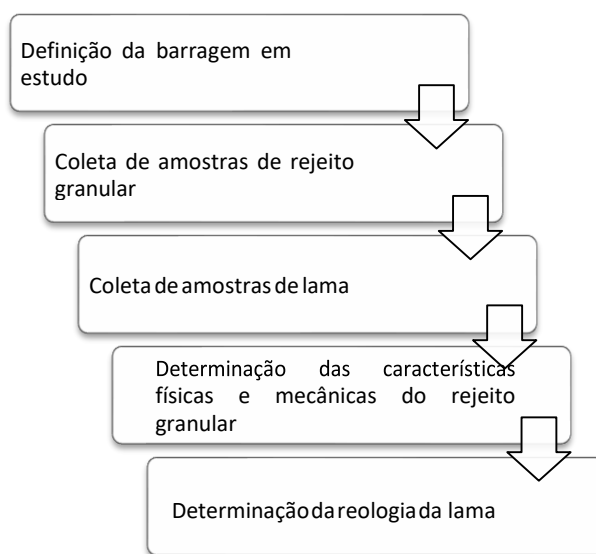 Definição da barragem em
estudo
Coleta de amostras de rejeito
granular
Coleta de amostras de lama
Determinação das características
físicas e mecânicas do rejeito
granular
Determinação da reologia da lama